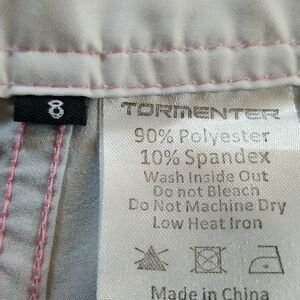 8
TORMENTER
90% Polyester
10% Spandex
Wash Inside Out
Do not Bleach
Do Not Machine Dry
Low Heat Iron
Made in China